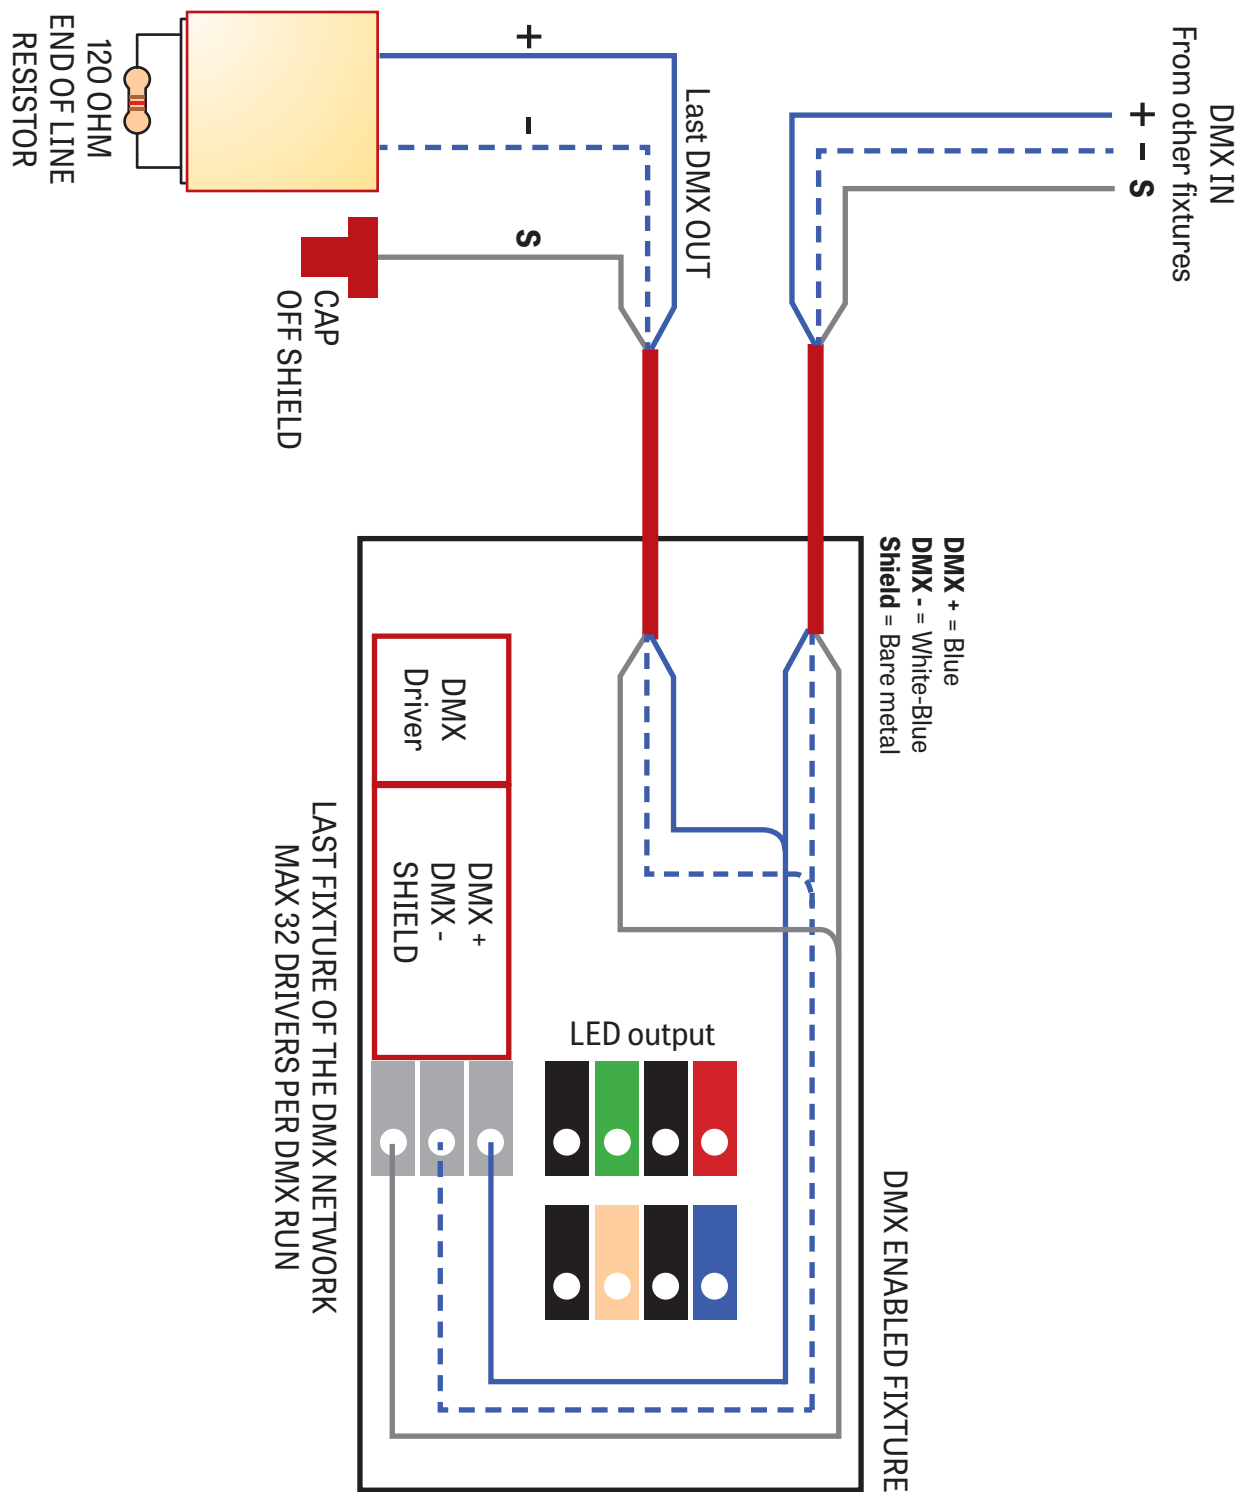 DMX IN
From other fixtures
+
-
S
Last DMX OUT
+
-
S
120 OHM
END OF LINE
RESISTOR
CAP
OFF SHIELD
DMX + = Blue
DMX - = White-Blue
Shield = Bare metal
DMX
Driver
DMX +
DMX -
SHIELD
LED output
DMX ENABLED FIXTURE
LAST FIXTURE OF THE DMX NETWORK
MAX 32 DRIVERS PER DMX RUN